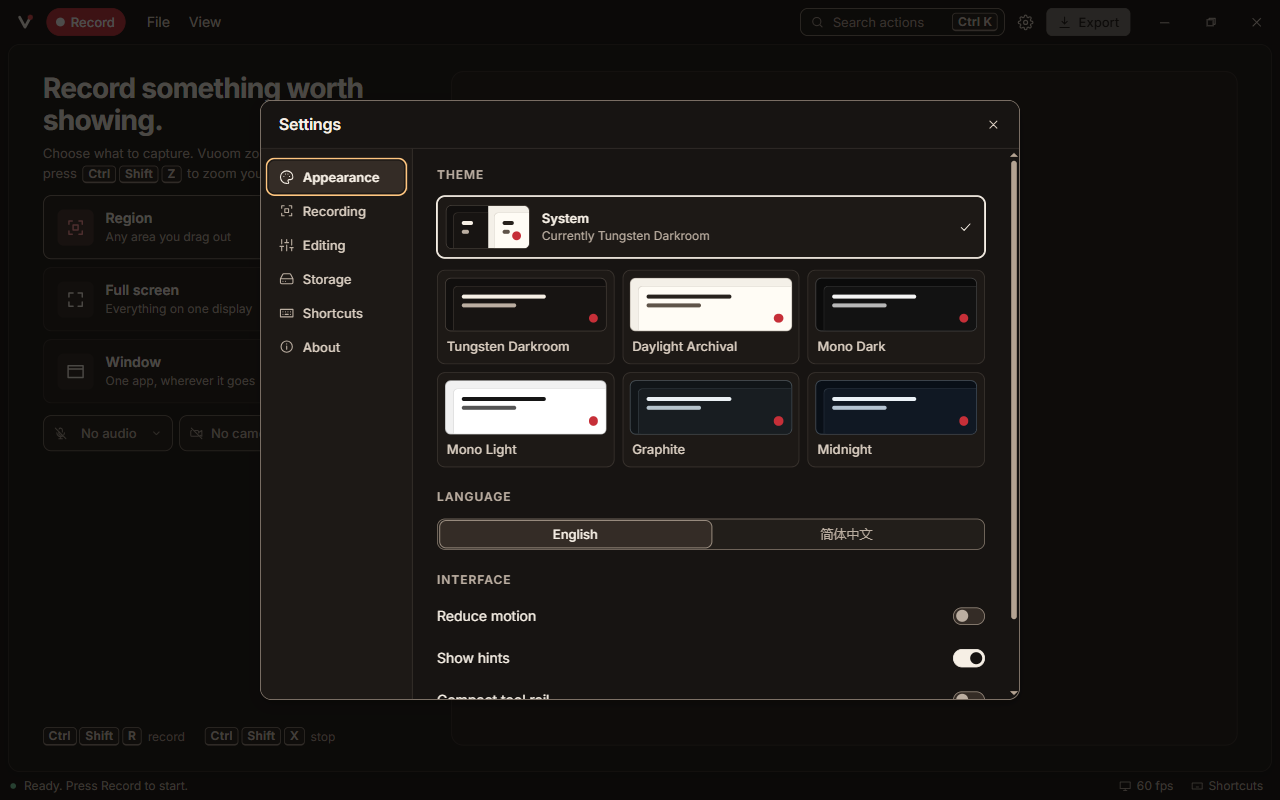 Record File View
Search actions Ctrl K Export
Record something worth
showing.
Choose what to capture. Vuoom
press Ctrl Shift Z to zoom
Region
Any area you drag out
Full screen
Everything on one display
Window
One app, wherever it goes
No audio No
Settings
Appearance
Recording
Editing
Storage
Shortcuts
About
THEME
System
Currently Tungsten Darkroom
Tungsten Darkroom Daylight Archival Mono Dark
Mono Light Graphite Midnight
LANGUAGE
English 简体中文
INTERFACE
Reduce motion
Show hints
Compact tool rail
Ctrl Shift R record Ctrl Shift X stop
Ready. Press Record to start. 60 fps Shortcuts